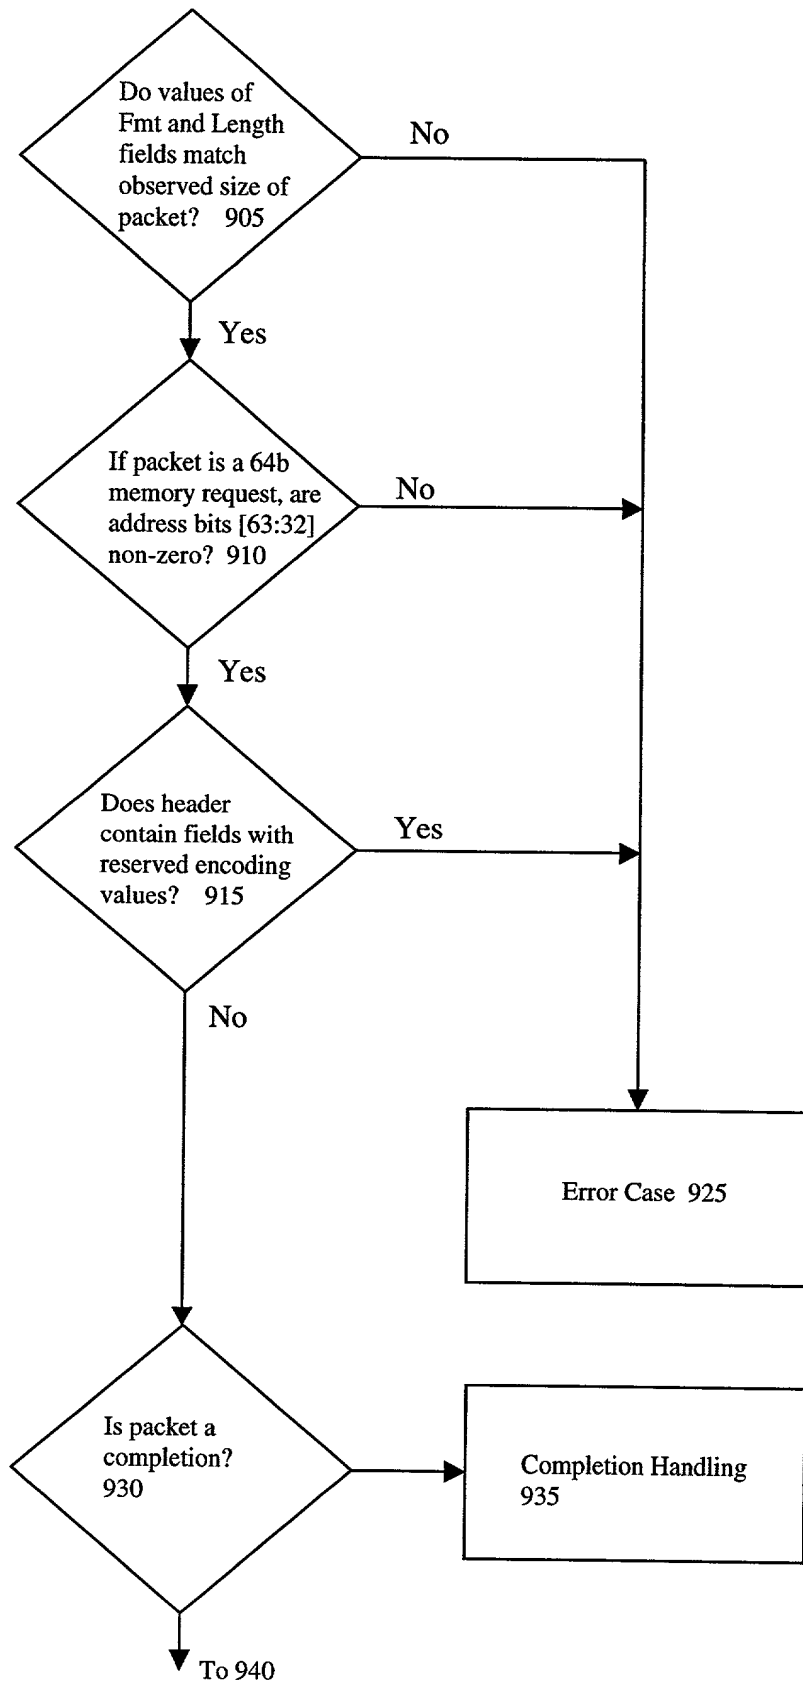 Do values of
Fmt and Length
fields match
observed size of
packet? 905
No
Yes
If packet is a 64b
memory request, are
address bits [63:32]
non-zero? 910
No
Yes
Does header
contain fields with
reserved encoding
values? 915
Yes
No
Error Case 925
Is packet a
completion?
930
Completion Handling
935
To 940